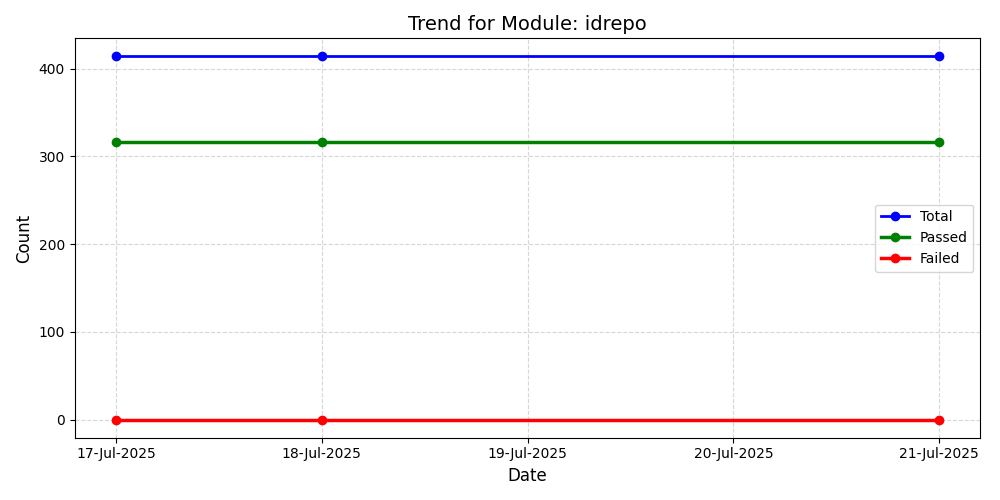 Trend for Module: idrepo
Count
400
300
200
100
0
Total
Passed
Failed
17-Jul-2025
18-Jul-2025
19-Jul-2025
20-Jul-2025
21-Jul-2025
Date